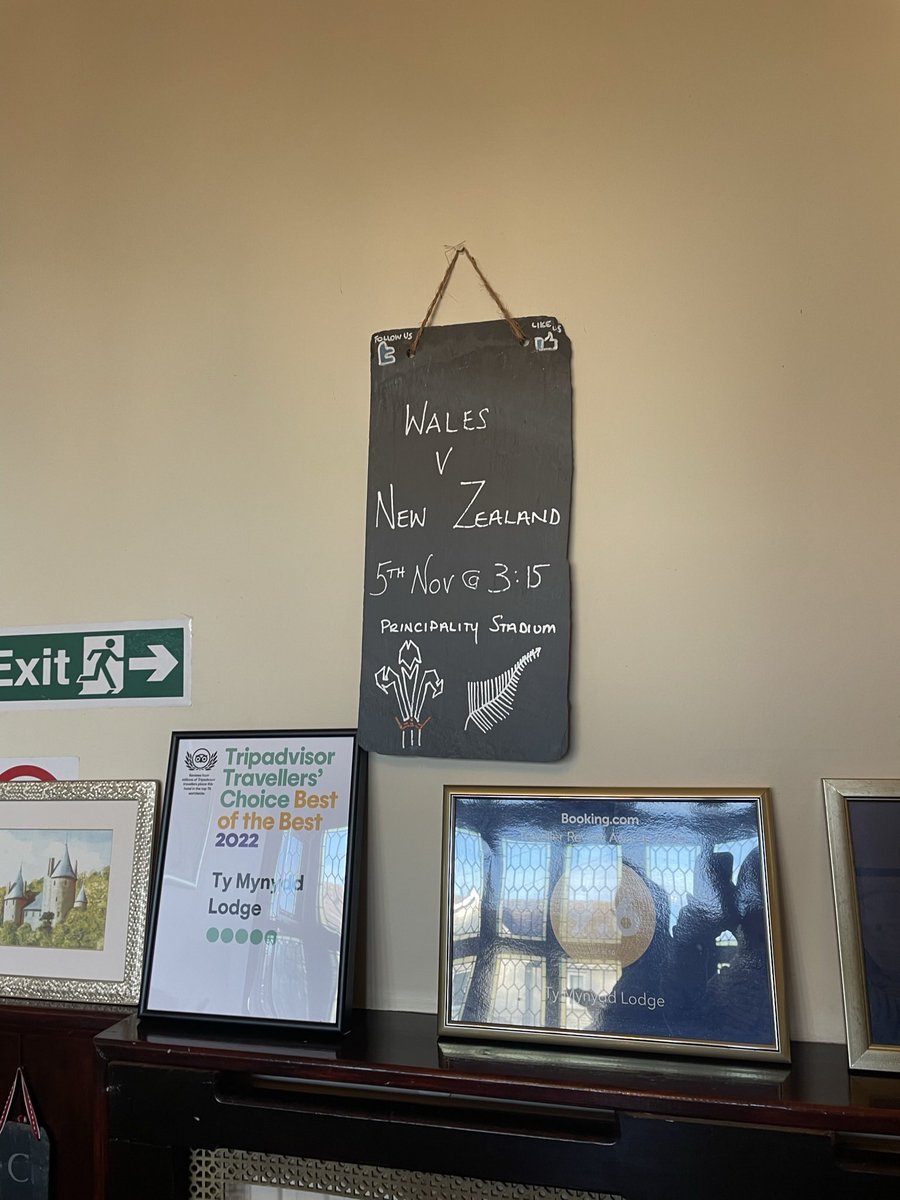 FOLLOW US
LIKE US
WALES
V
NEW ZEALAND
5TH NOV @ 3:15
PRINCIPALITY STADIUM
Exit
Tripadvisor
Travellers'
Choice Best
of the Best
2022
Ty Mynydd
Lodge
Booking.com
Ty Mynydd Lodge
C